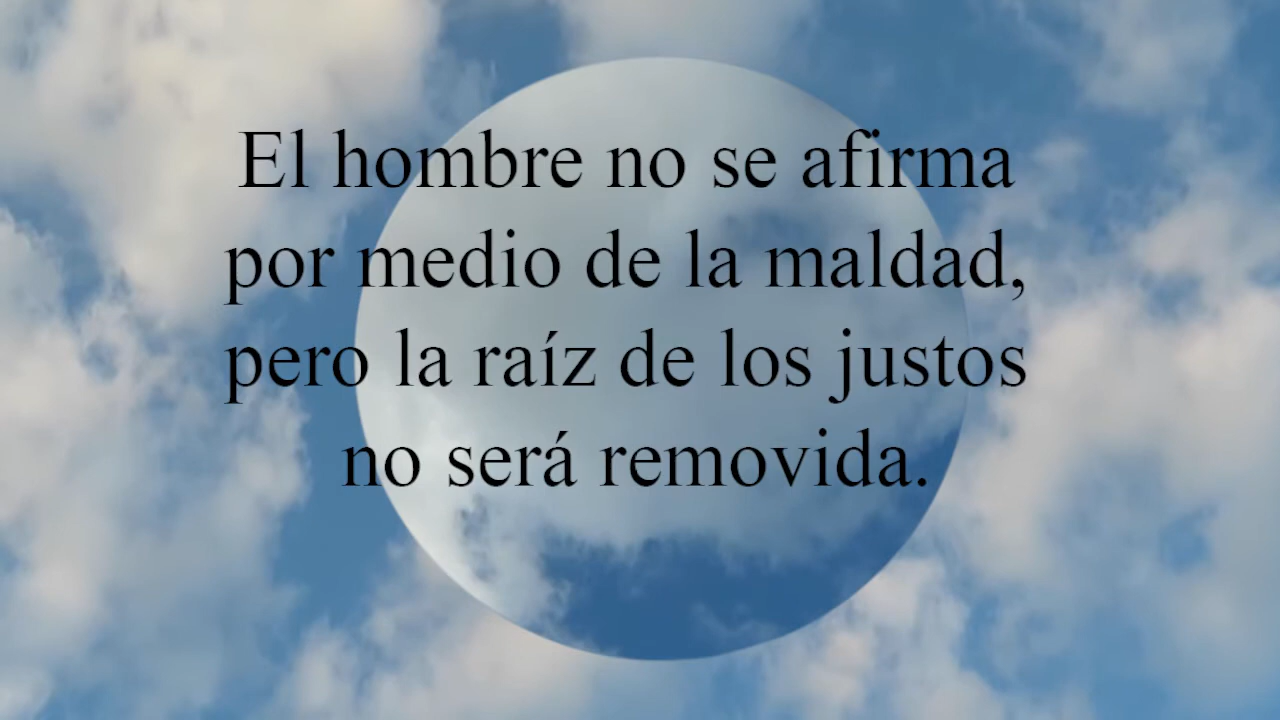 El hombre no se afirma
por medio de la maldad,
pero la raíz de los justos
no será removida.